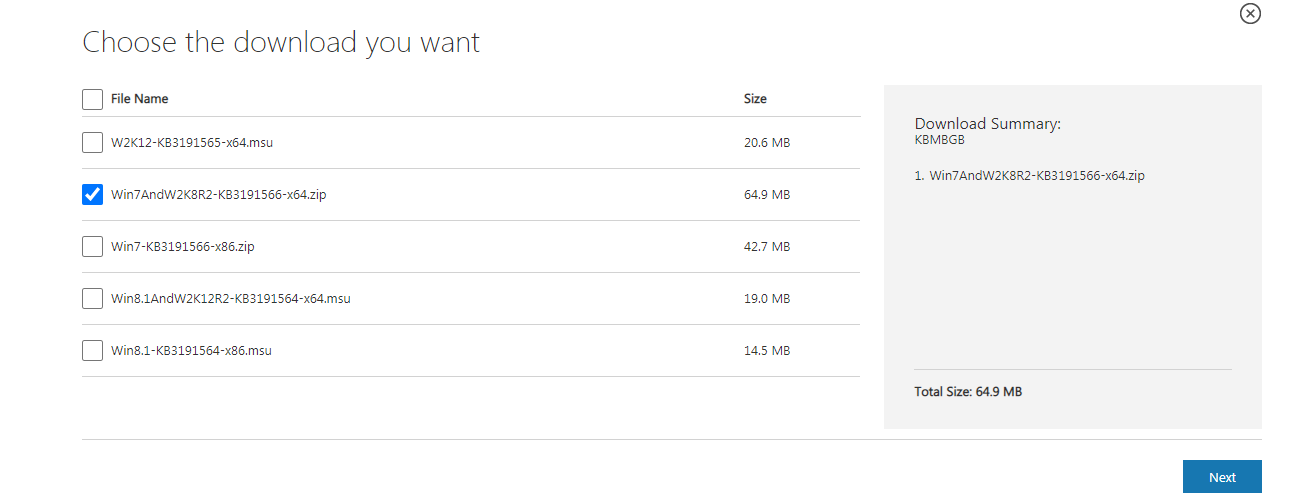 Choose the download you want
File Name Size
W2K12-KB3191565-x64.msu 20.6 MB
Win7AndW2K8R2-KB3191566-x64.zip 64.9 MB
Win7-KB3191566-x86.zip 42.7 MB
Win8.1AndW2K12R2-KB3191564-x64.msu 19.0 MB
Win8.1-KB3191564-x86.msu 14.5 MB
Download Summary:
KBMBGB
1. Win7AndW2K8R2-KB3191566-x64.zip
Total Size: 64.9 MB
Next